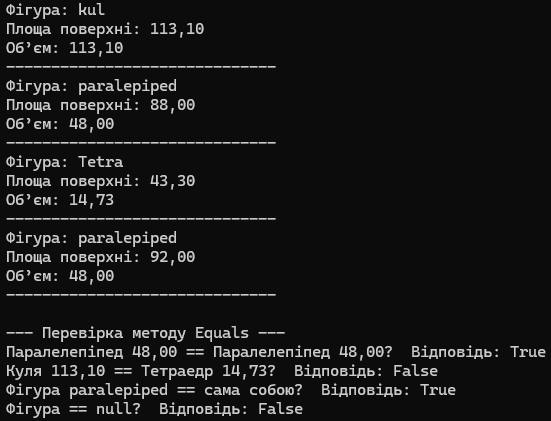 Фігура: kul
Площа поверхні: 113,10
Об’єм: 113,10
------------------------------
Фігура: paralepiped
Площа поверхні: 88,00
Об’єм: 48,00
------------------------------
Фігура: Tetra
Площа поверхні: 43,30
Об’єм: 14,73
------------------------------
Фігура: paralepiped
Площа поверхні: 92,00
Об’єм: 48,00
------------------------------
--- Перевірка методу Equals ---
Паралелепіпед 48,00 == Паралелепіпед 48,00?  Відповідь: True
Куля 113,10 == Тетраедр 14,73?  Відповідь: False
Фігура paralepiped == сама собою?  Відповідь: True
Фігура == null?  Відповідь: False